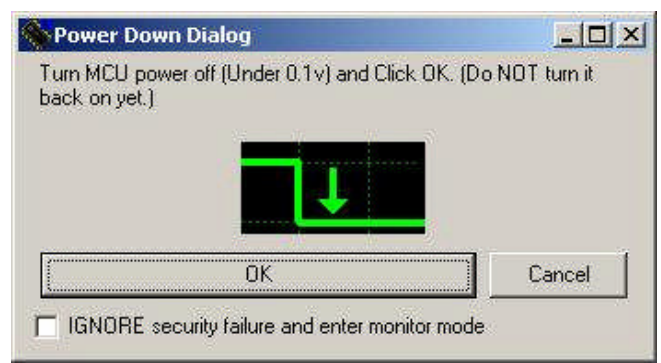 Power Down Dialog
Turn MCU power off (Under 0.1v) and Click OK. (Do NOT turn it
back on yet.)
OK
Cancel
IGNORE security failure and enter monitor mode